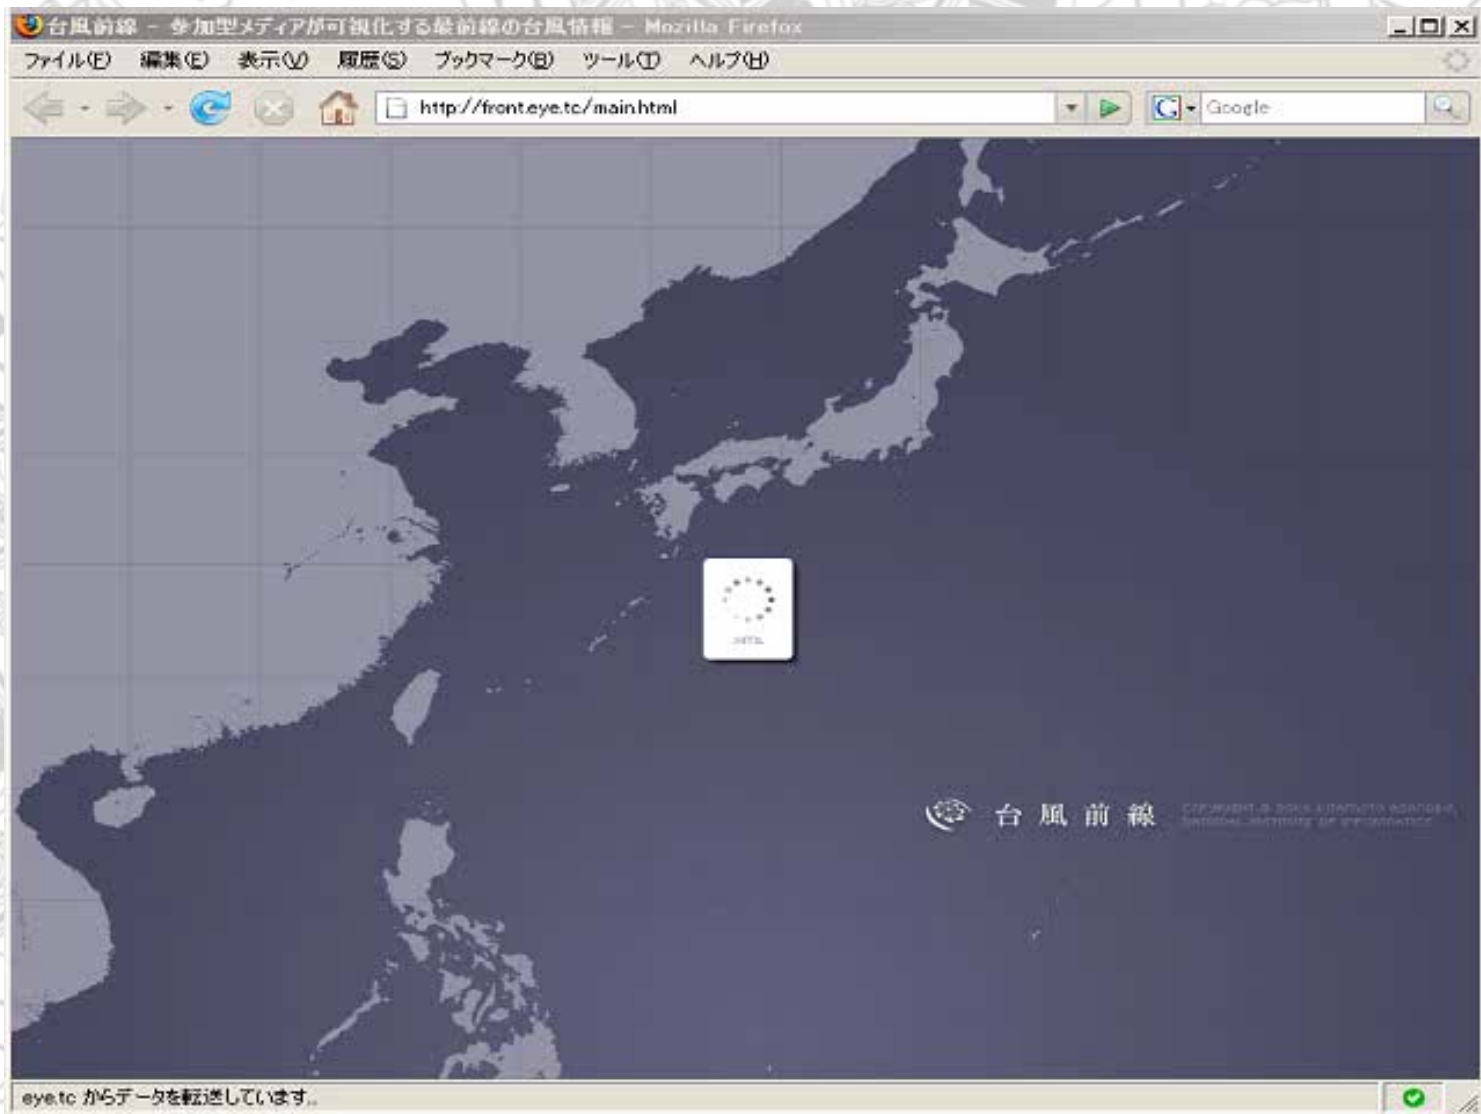 台風前線 - 参加型メディアが可視化する最前線の台風情報 - Mozilla Firefox
ファイル(F) 編集(E) 表示(V) 履歴(S) ブックマーク(B) ツール(T) ヘルプ(H)
http://front.eye.tc/main.html Google
台風前線
eye.tc からデータを転送しています..